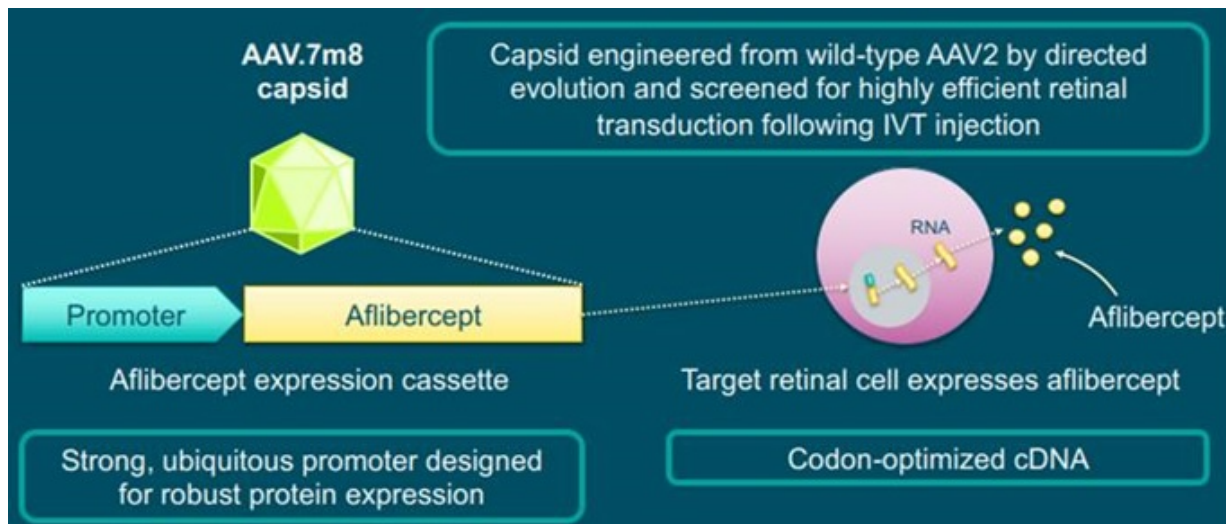 AAV.7m8
capsid
Capsid engineered from wild-type AAV2 by directed
evolution and screened for highly efficient retinal
transduction following IVT injection
RNA
Promoter
Aflibercept
Aflibercept
Aflibercept expression cassette
Target retinal cell expresses aflibercept
Strong, ubiquitous promoter designed
for robust protein expression
Codon-optimized cDNA